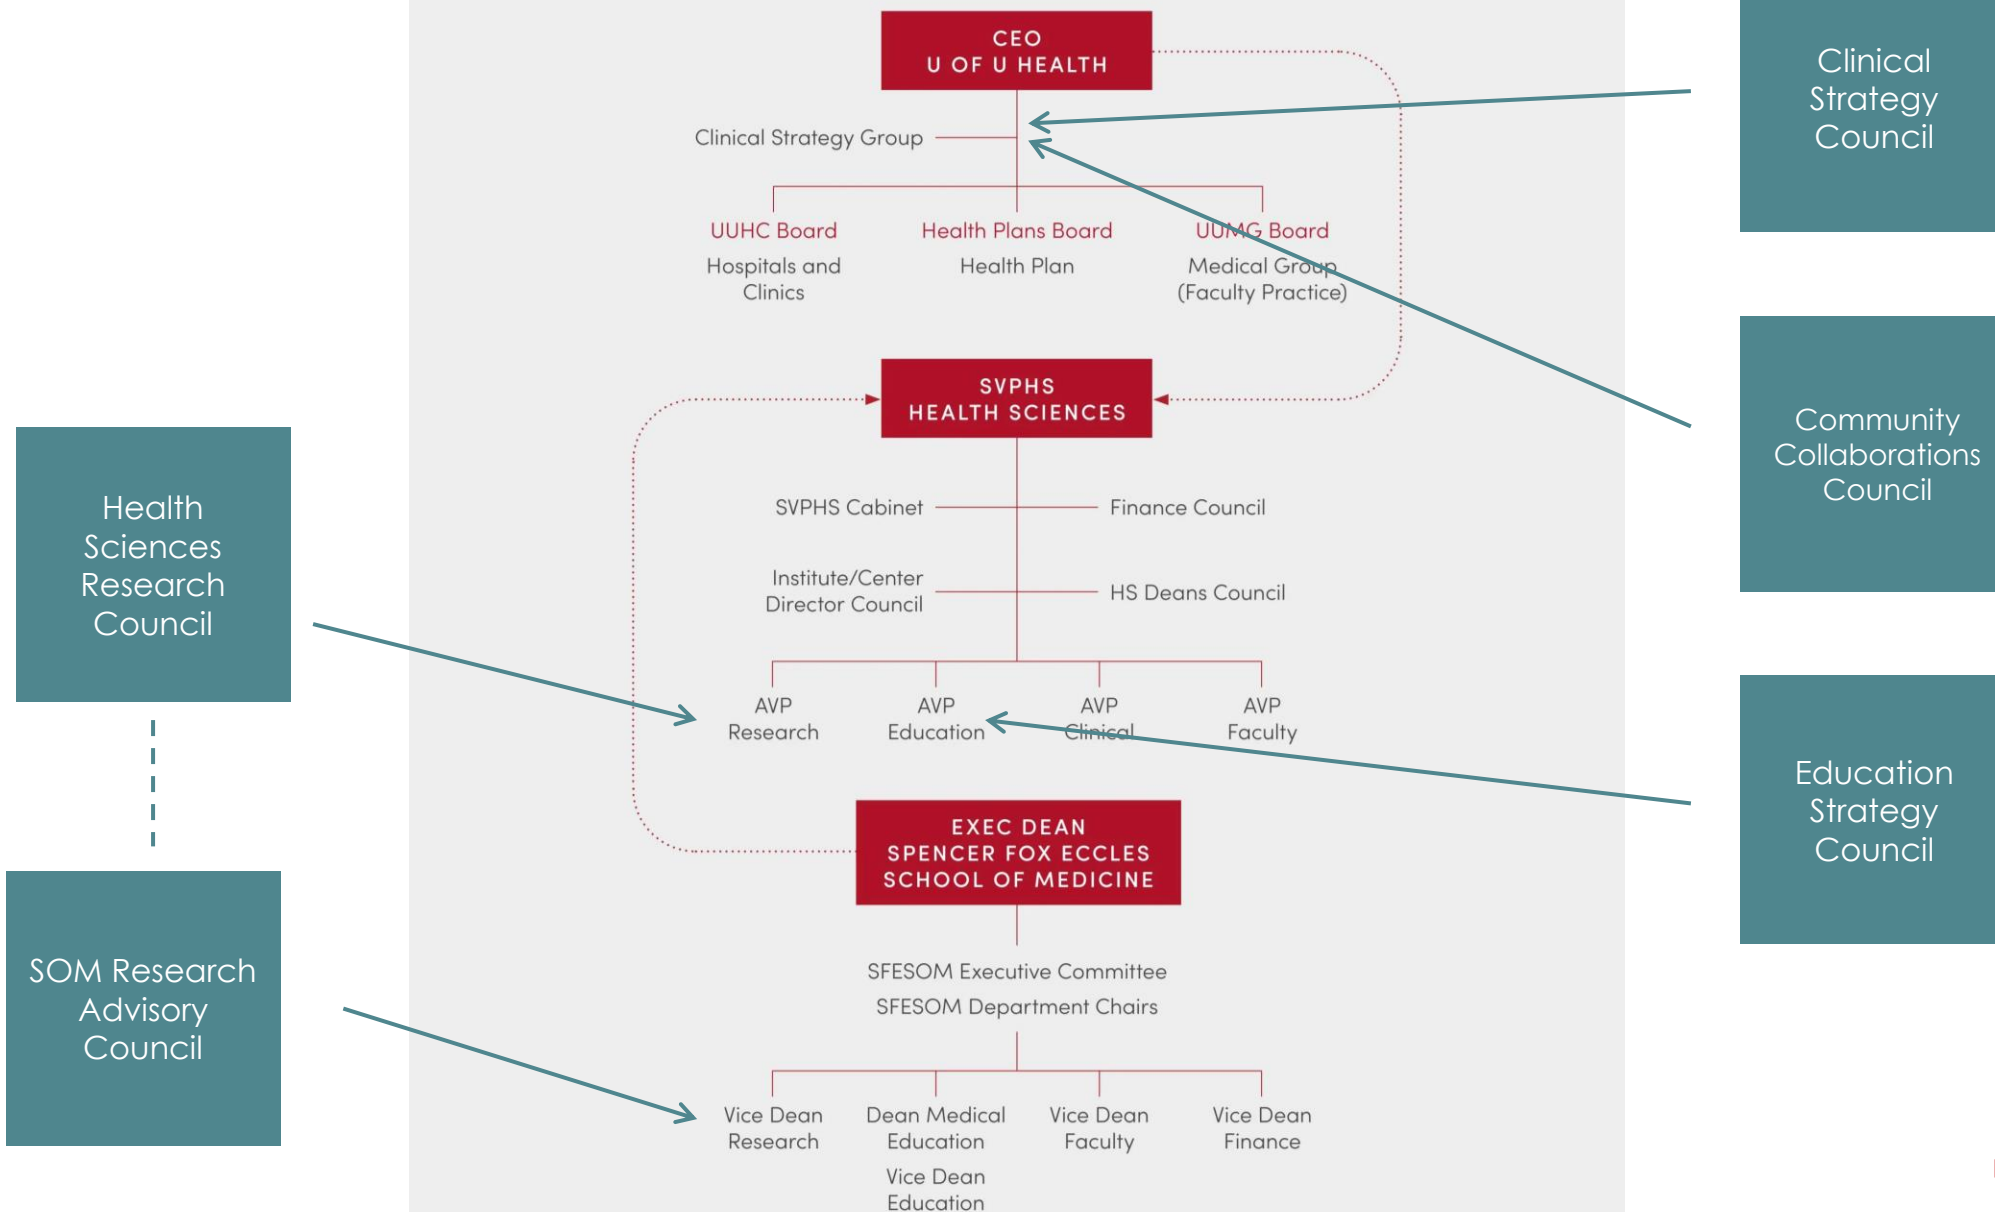 CEO
U OF U HEALTH
Clinical
Strategy
Council
Clinical Strategy Group
UUHC Board
Hospitals and
Clinics
Health Plans Board
Health Plan
UUMG Board
Medical Group
(Faculty Practice)
SVPHS
HEALTH SCIENCES
Community
Collaborations
Council
Health
Sciences
Research
Council
SVPHS Cabinet
Finance Council
Institute/Center
Director Council
HS Deans Council
AVP
Research
AVP
Education
AVP
Clinical
AVP
Faculty
Education
Strategy
Council
EXEC DEAN
SPENCER FOX ECCLES
SCHOOL OF MEDICINE
SOM Research
Advisory
Council
SFESOM Executive Committee
SFESOM Department Chairs
Vice Dean
Research
Dean Medical
Education
Vice Dean
Education
Vice Dean
Faculty
Vice Dean
Finance